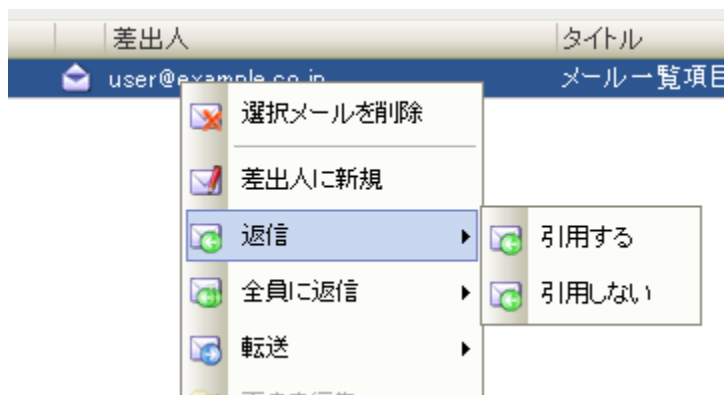 差出人 タイトル
user@example.co.jp メール一覧項目
選択メールを削除
差出人に新規
返信 引用する
全員に返信 引用しない
転送